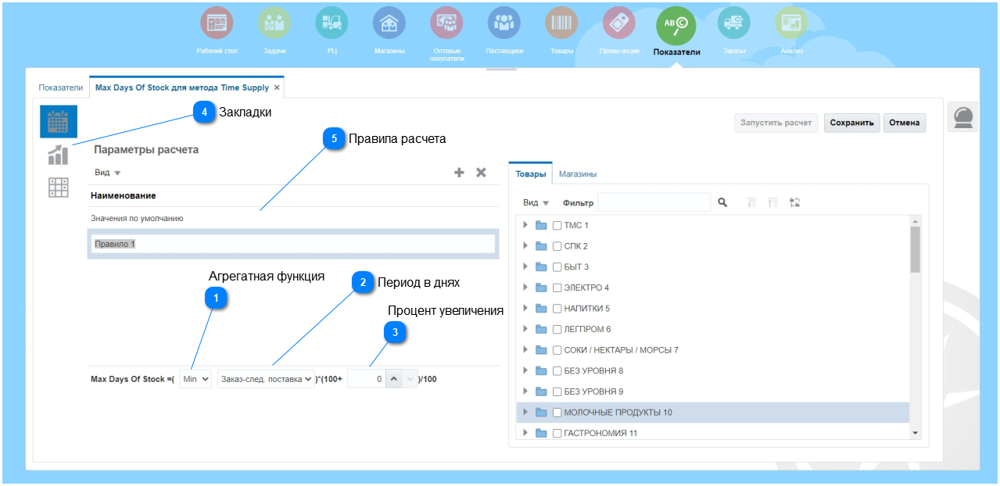 АВ©
Рабочий стол
Задачи
РЦ
Магазины
Оптовые
покупатели
Поставщики
Товары
Промо-акции
Показатели
Заказы
Анализ
Показатели
Max Days Of Stock для метода Time Supply ×
4 Закладки
5 Правила расчета
Запустить расчет Сохранить Отмена
Параметры расчета
Вид
Наименование
Значения по умолчанию
Правило 1
Агрегатная функция
1
2 Период в днях
Процент увеличения
3
Max Days Of Stock =( Min Заказ-след. поставка )*(100+ 0 )/100
Товары Магазины
Вид Фильтр
ТМС 1
СПК 2
БЫТ 3
ЭЛЕКТРО 4
НАПИТКИ 5
ЛЕГПРОМ 6
СОКИ / НЕКТАРЫ / МОРСЫ 7
БЕЗ УРОВНЯ 8
БЕЗ УРОВНЯ 9
МОЛОЧНЫЕ ПРОДУКТЫ 10
ГАСТРОНОМИЯ 11